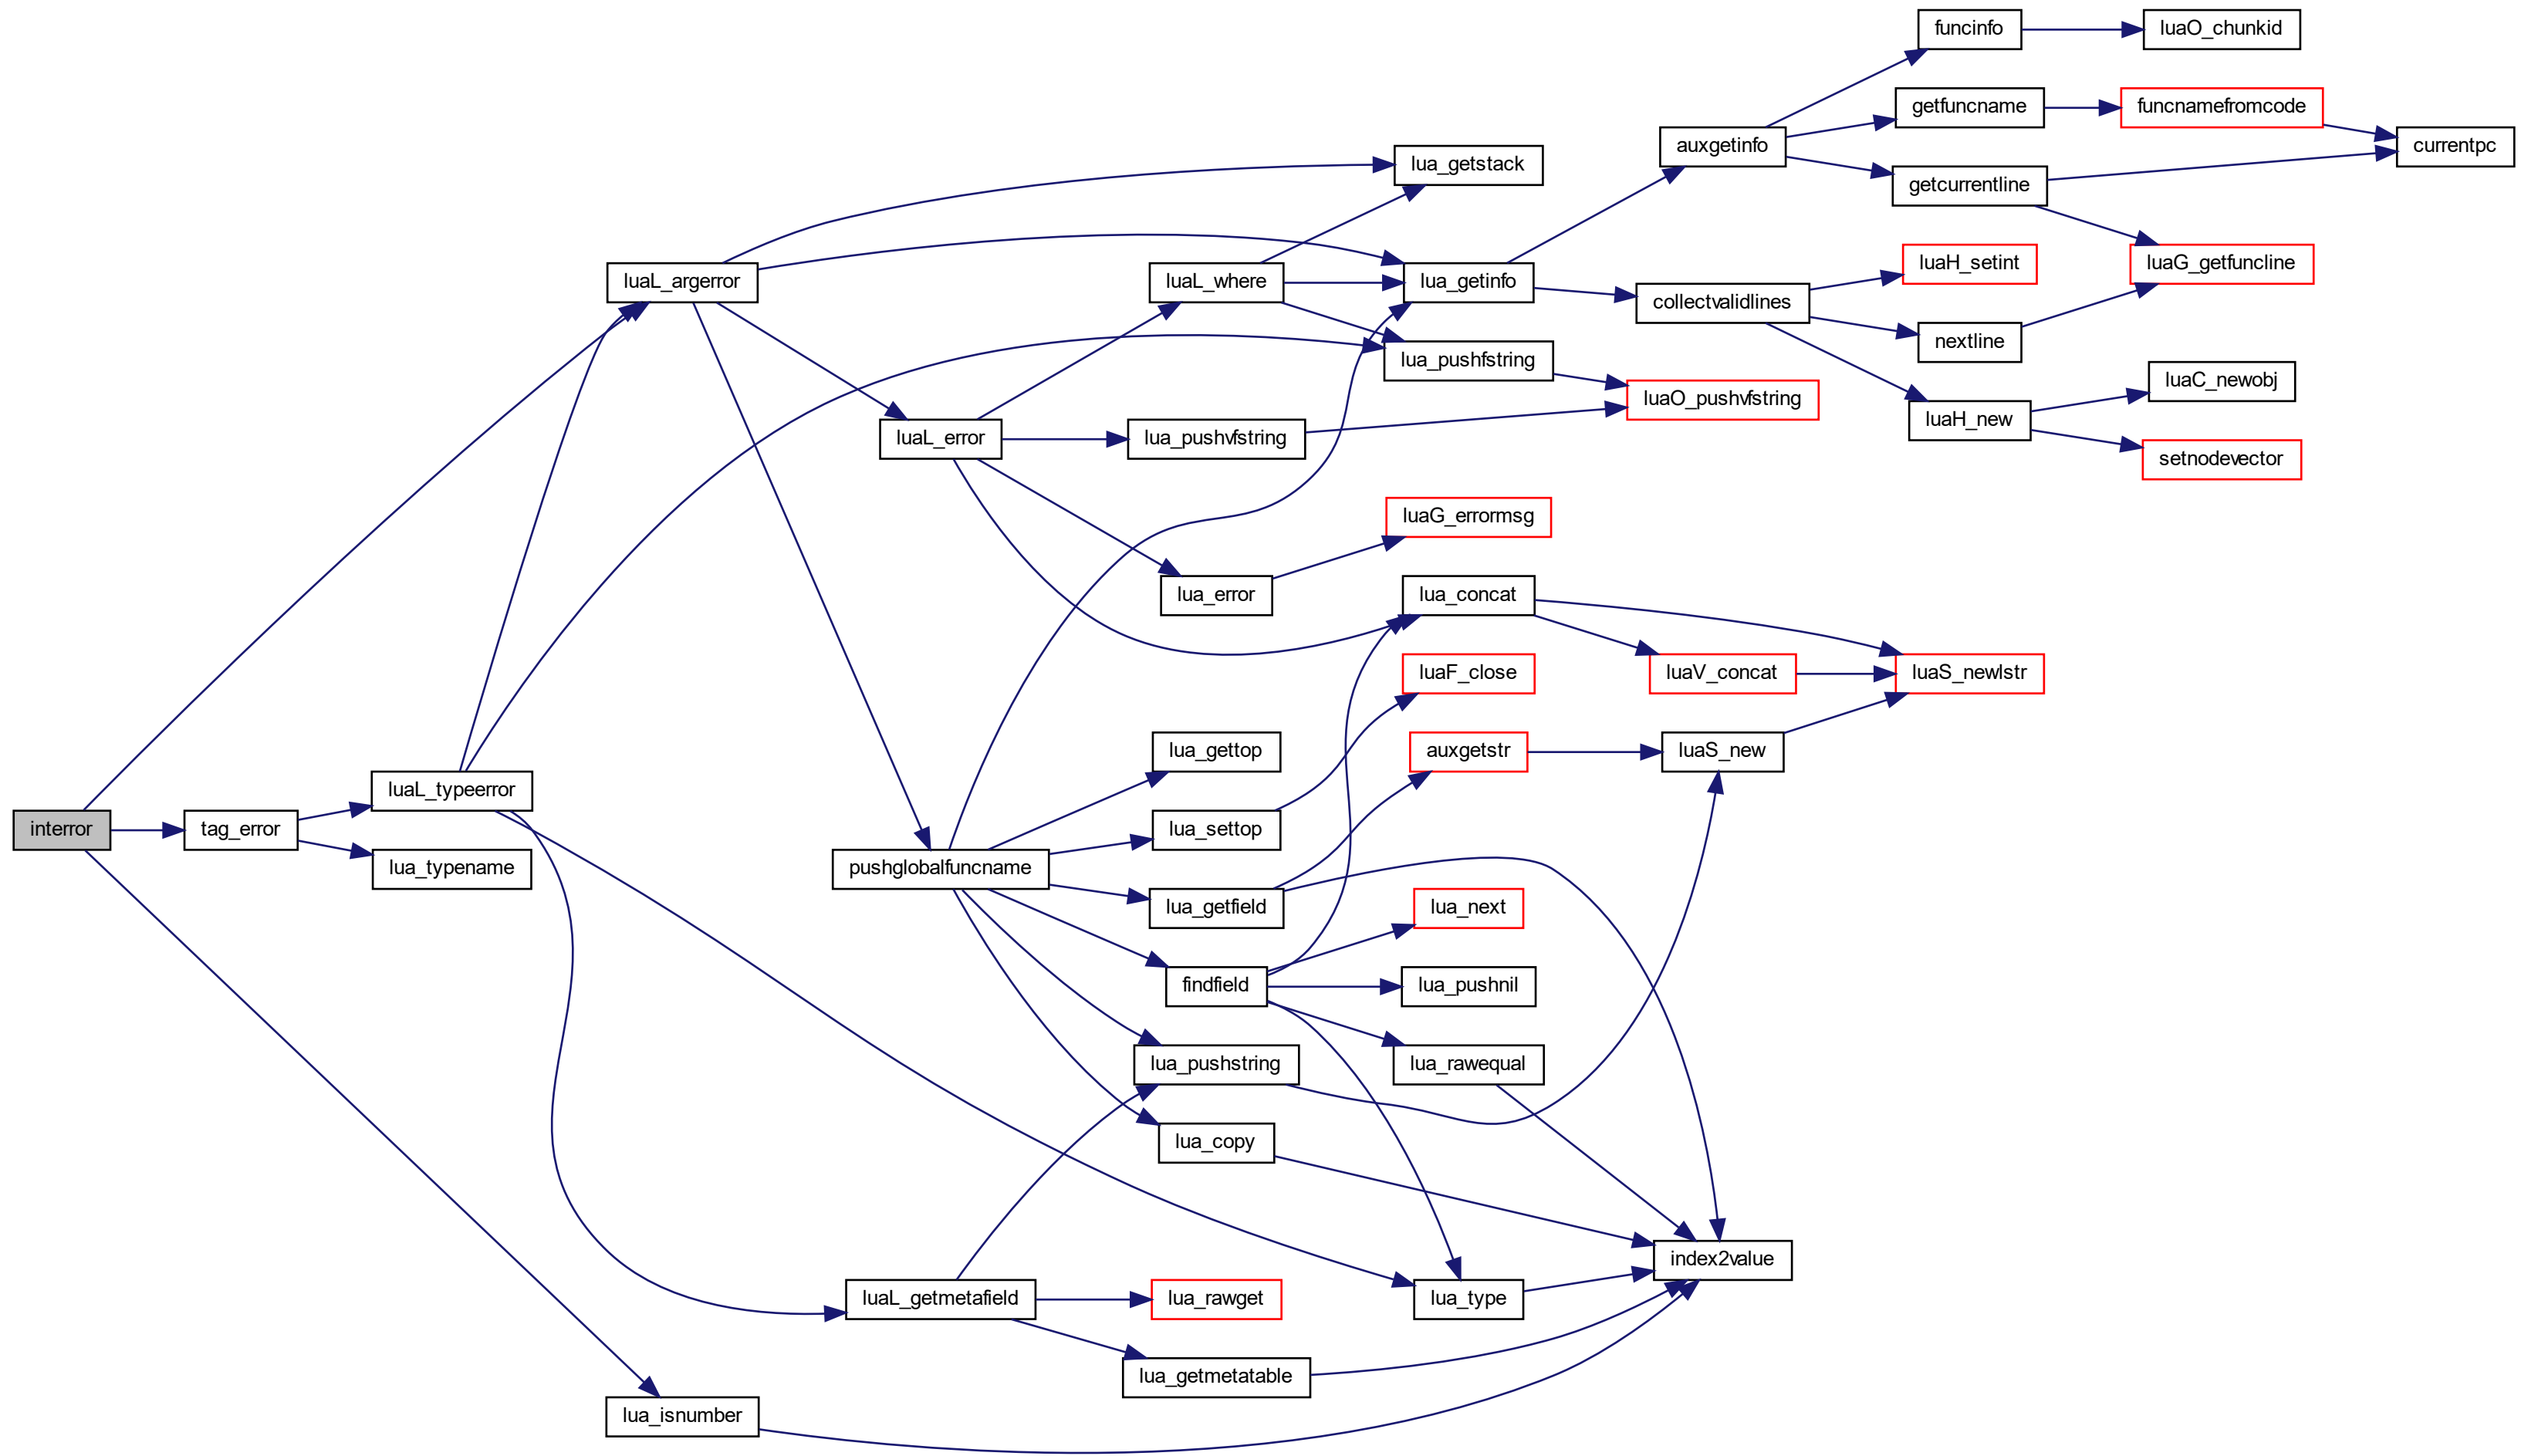 funcinfo
luaO_chunkid
getfuncname
funcnamefromcode
auxgetinfo
currentpc
lua_getstack
getcurrentline
luaL_argerror
luaL_where
lua_getinfo
luaH_setint
luaG_getfuncline
collectvalidlines
nextline
lua_pushfstring
luaC_newobj
luaO_pushvfstring
luaH_new
luaL_error
lua_pushvfstring
setnodevector
luaG_errormsg
lua_error
lua_concat
luaF_close
luaV_concat
luaS_newlstr
lua_gettop
auxgetstr
luaS_new
luaL_typeerror
interror
tag_error
lua_settop
lua_typename
pushglobalfuncname
lua_getfield
lua_next
findfield
lua_pushnil
lua_pushstring
lua_rawequal
lua_copy
index2value
luaL_getmetafield
lua_rawget
lua_type
lua_getmetatable
lua_isnumber